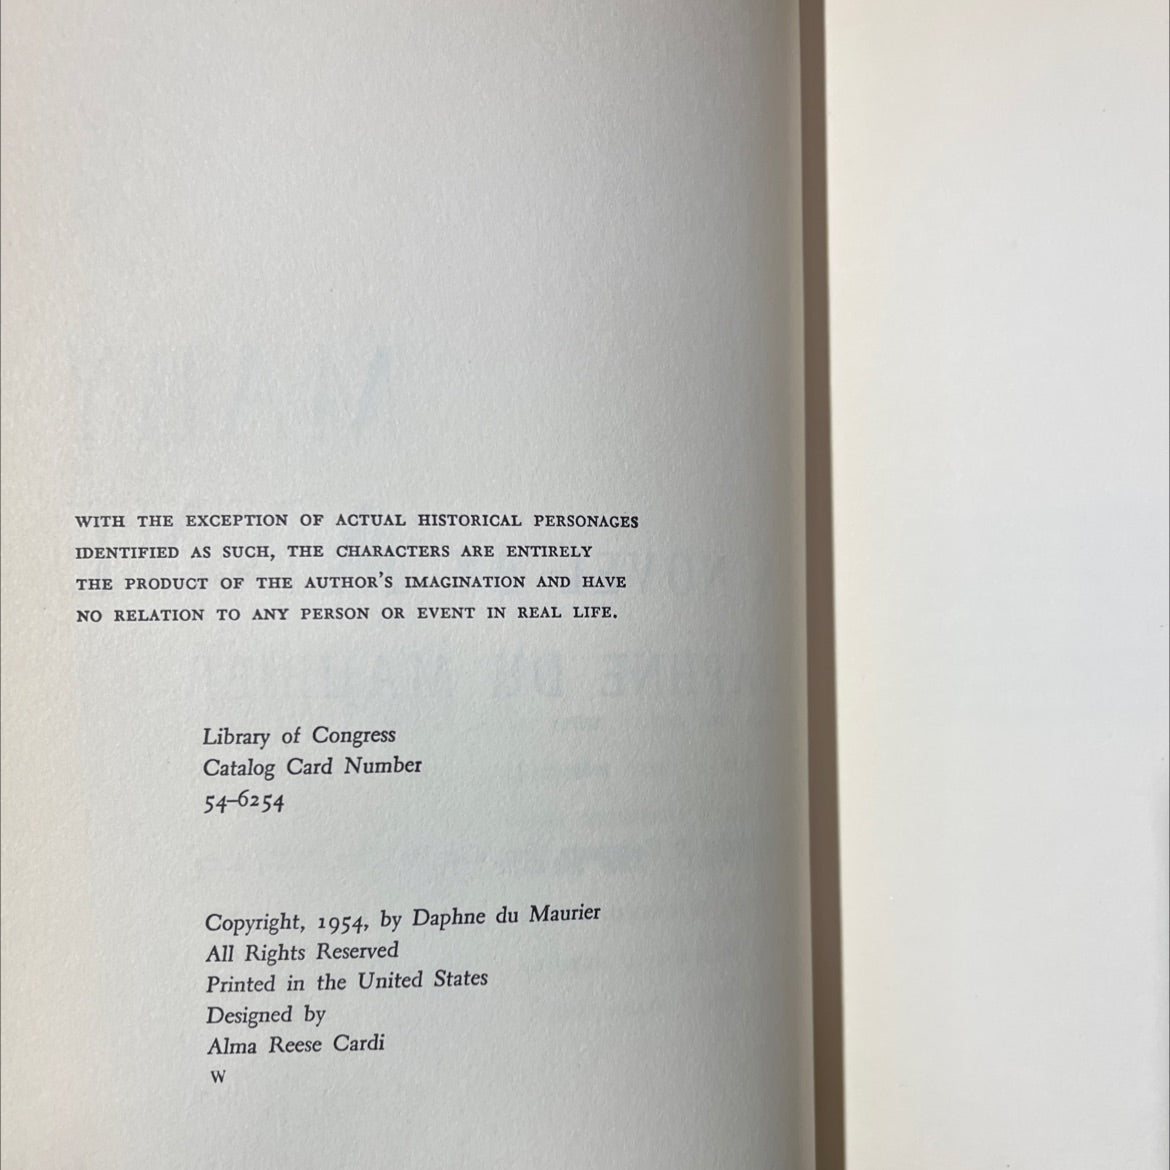 WITH THE EXCEPTION OF ACTUAL HISTORICAL PERSONAGES
IDENTIFIED AS SUCH, THE CHARACTERS ARE ENTIRELY
THE PRODUCT OF THE AUTHOR'S IMAGINATION AND HAVE
NO RELATION TO ANY PERSON OR EVENT IN REAL LIFE.
Library of Congress
Catalog Card Number
54–6254
Copyright, 1954, by Daphne du Maurier
All Rights Reserved
Printed in the United States
Designed by
Alma Reese Cardi
W